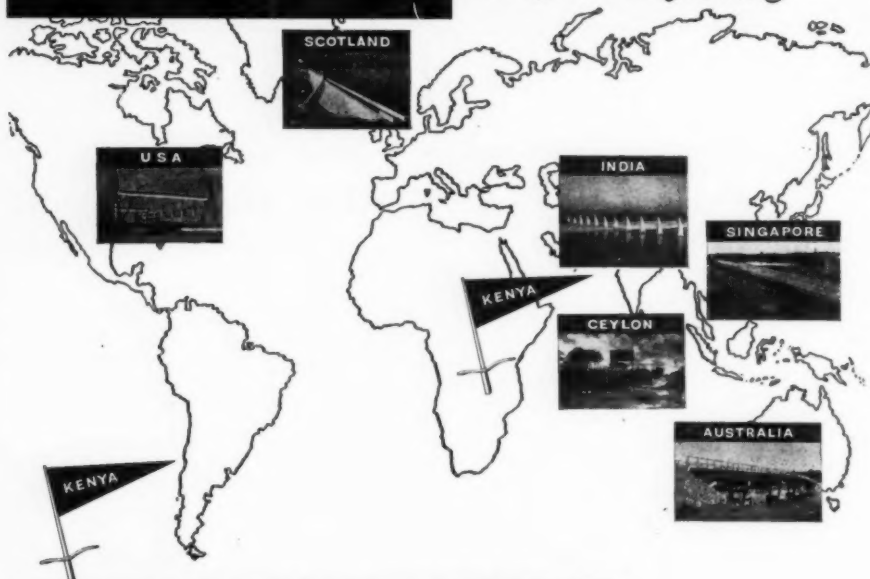 SCOTLAND
USA
INDIA
SINGAPORE
KENYA
CEYLON
AUSTRALIA
KENYA